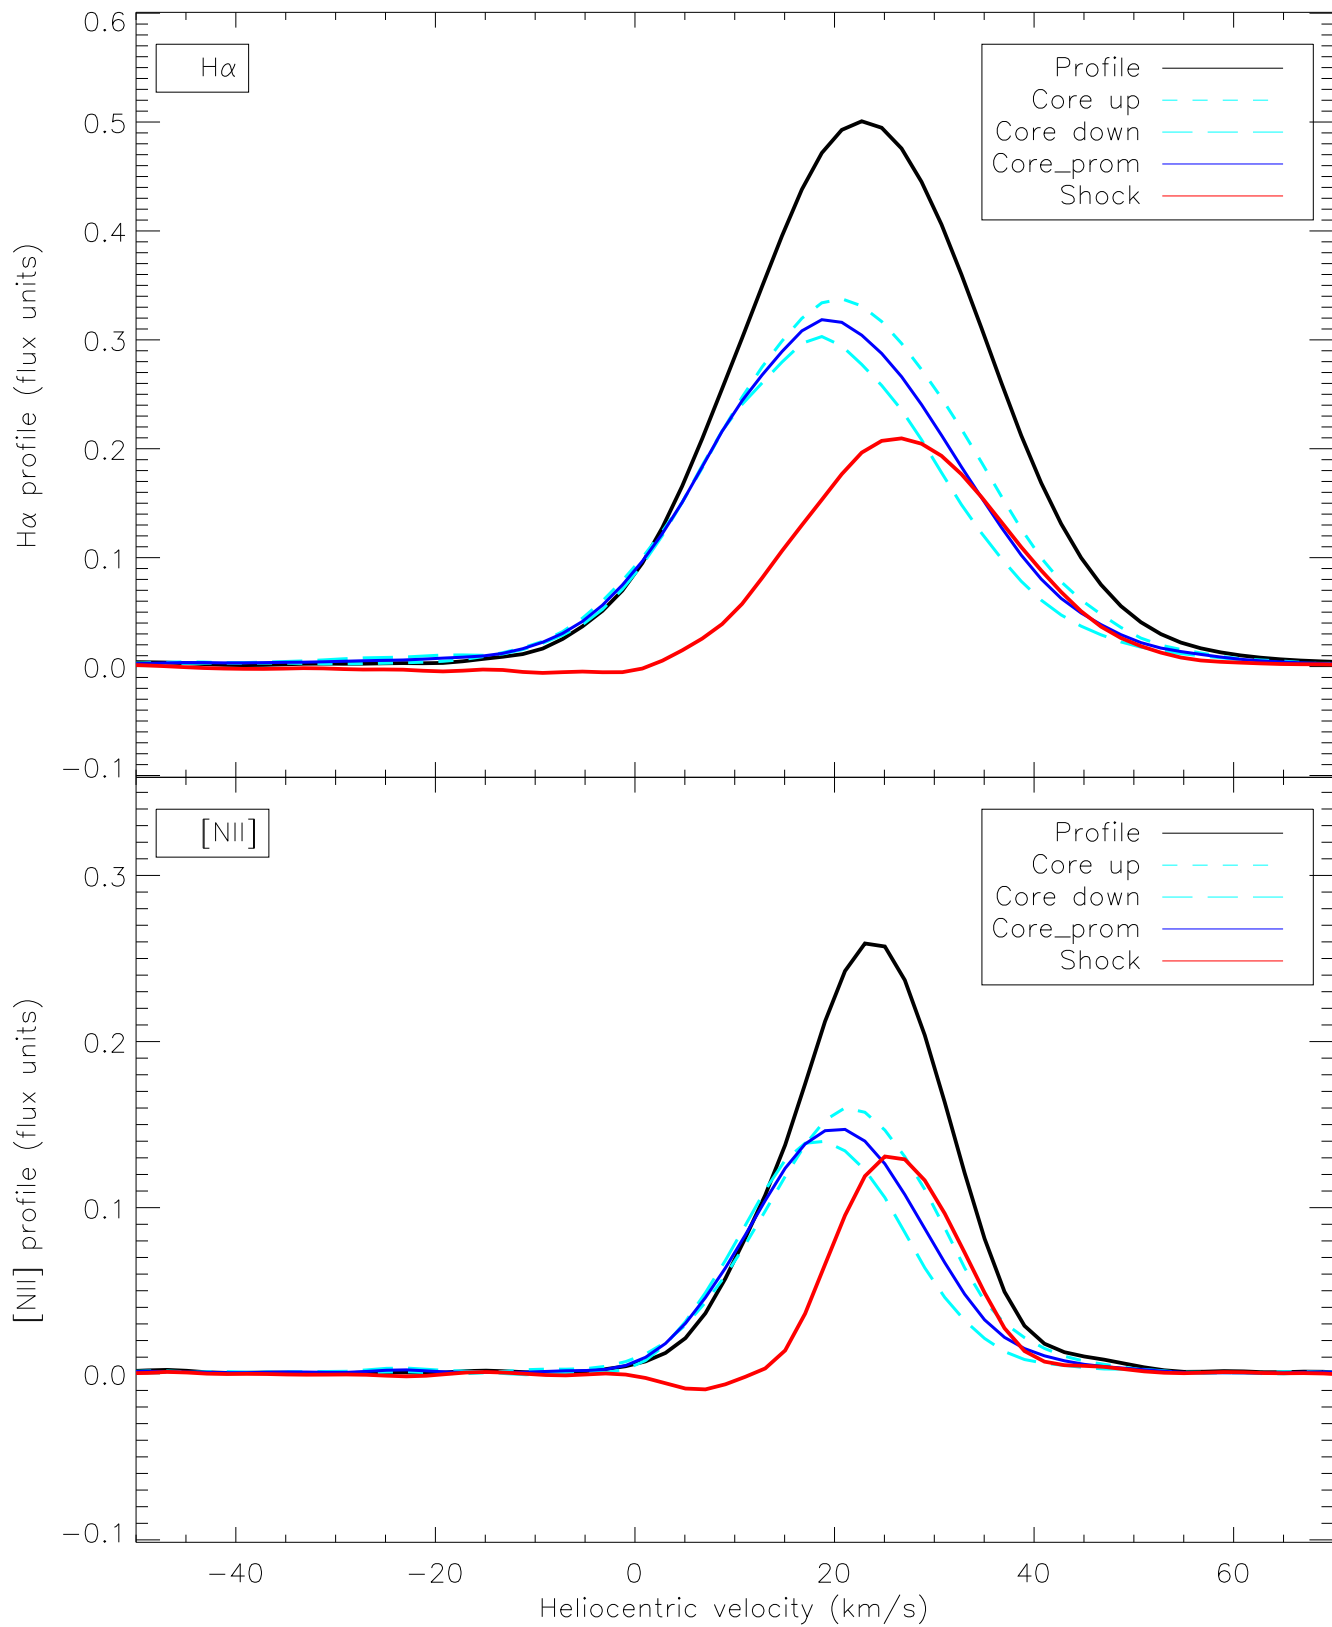 0.6
Hα
Profile
Core up
Core down
Core_prom
Shock
0.5
0.4
0.3
0.2
0.1
0.0
−0.1
Hα profile (flux units)
[NII]
Profile
Core up
Core down
Core_prom
Shock
0.3
0.2
0.1
0.0
−0.1
[NII] profile (flux units)
−40 −20 0 20 40 60
Heliocentric velocity (km/s)